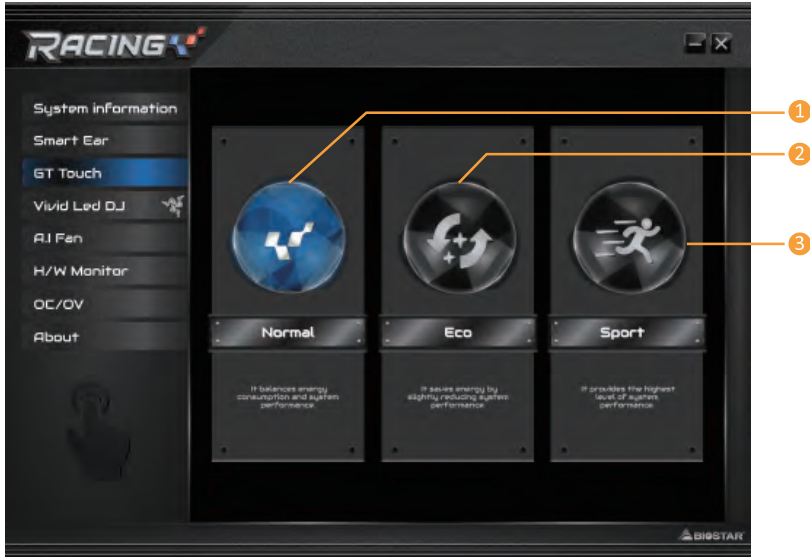 RACING
System information
Smart Ear
GT Touch
Vivid Led DJ
A.I Fan
H/W Monitor
OC/OV
About
1
2
3
Normal
It balances energy
consumption and system
performance.
Eco
It saves energy by
slightly reducing system
performance.
Sport
It provides the highest
level of system
performance.
BIOSTAR